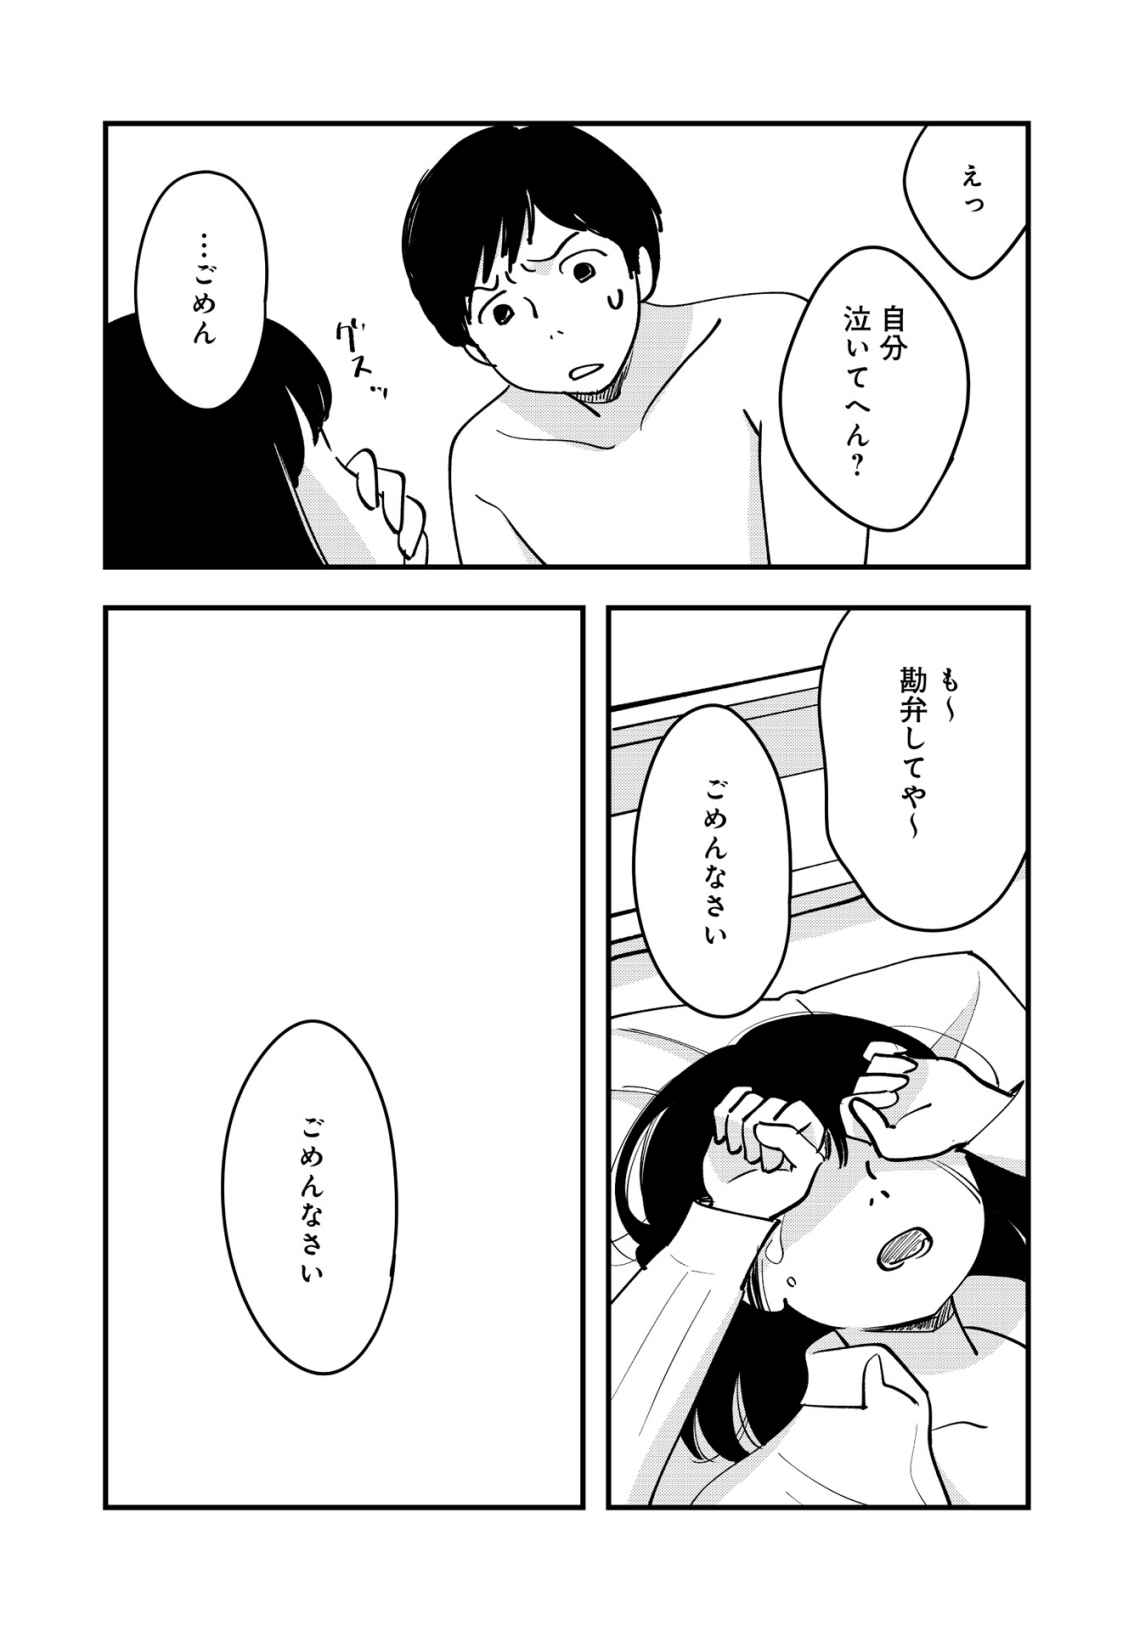 えっ
自分
泣いてへん?
グスッ
…ごめん
も〜
勘弁してや〜
ごめんなさい
ごめんなさい